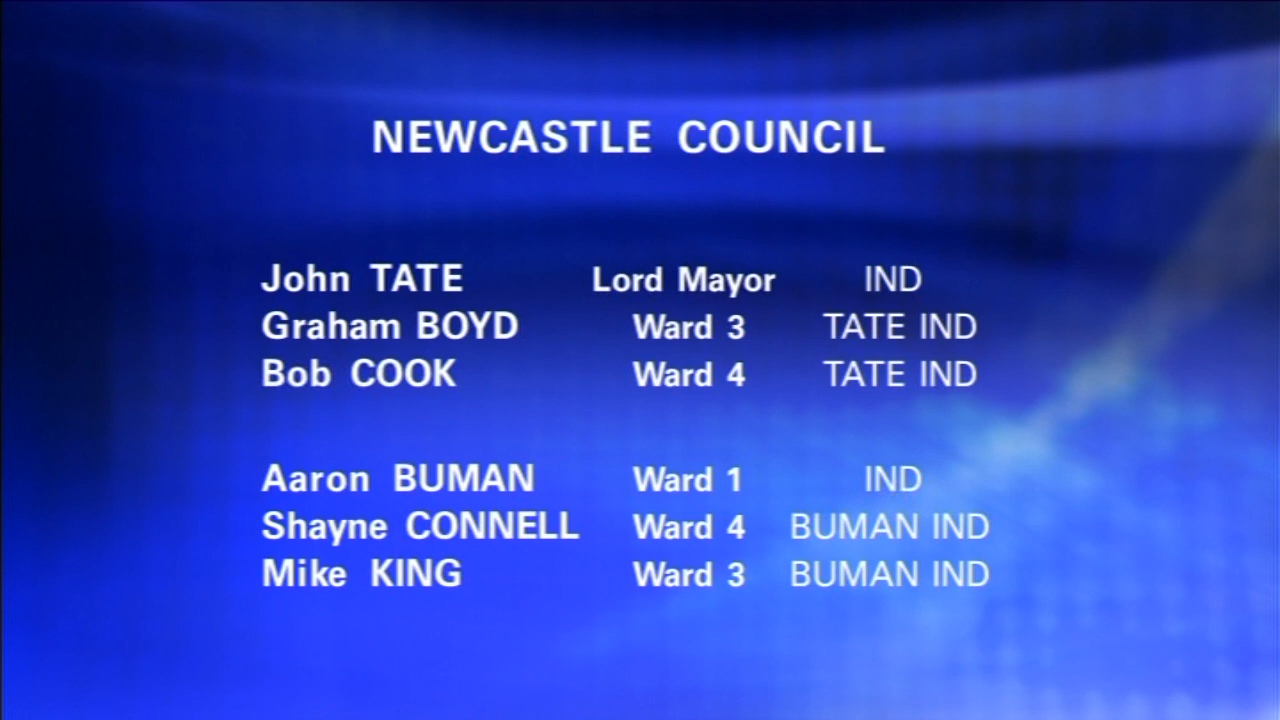 NEWCASTLE COUNCIL
John TATE Lord Mayor IND
Graham BOYD Ward 3 TATE IND
Bob COOK Ward 4 TATE IND
Aaron BUMAN Ward 1 IND
Shayne CONNELL Ward 4 BUMAN IND
Mike KING Ward 3 BUMAN IND